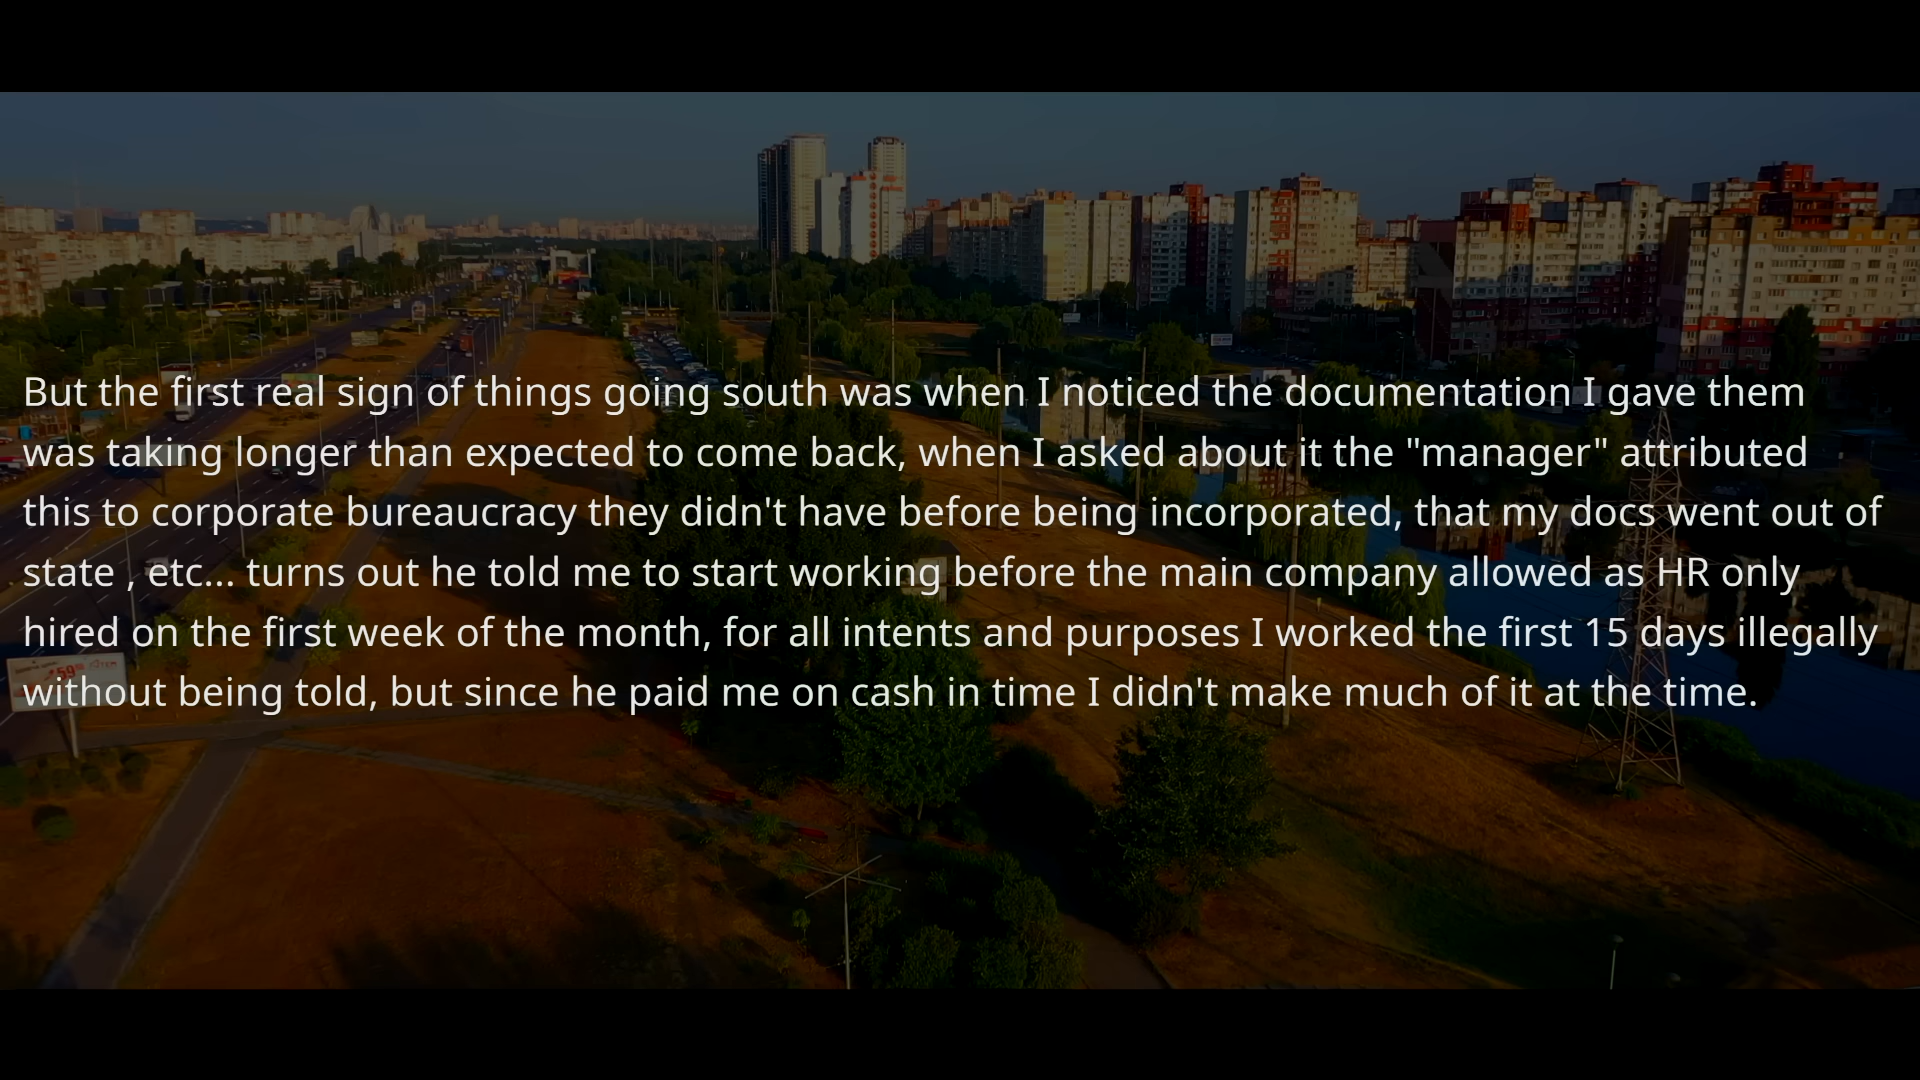 But the first real sign of things going south was when I noticed the documentation I gave them
was taking longer than expected to come back, when I asked about it the "manager" attributed
this to corporate bureaucracy they didn't have before being incorporated, that my docs went out of
state , etc... turns out he told me to start working before the main company allowed as HR only
hired on the first week of the month, for all intents and purposes I worked the first 15 days illegally
without being told, but since he paid me on cash in time I didn't make much of it at the time.